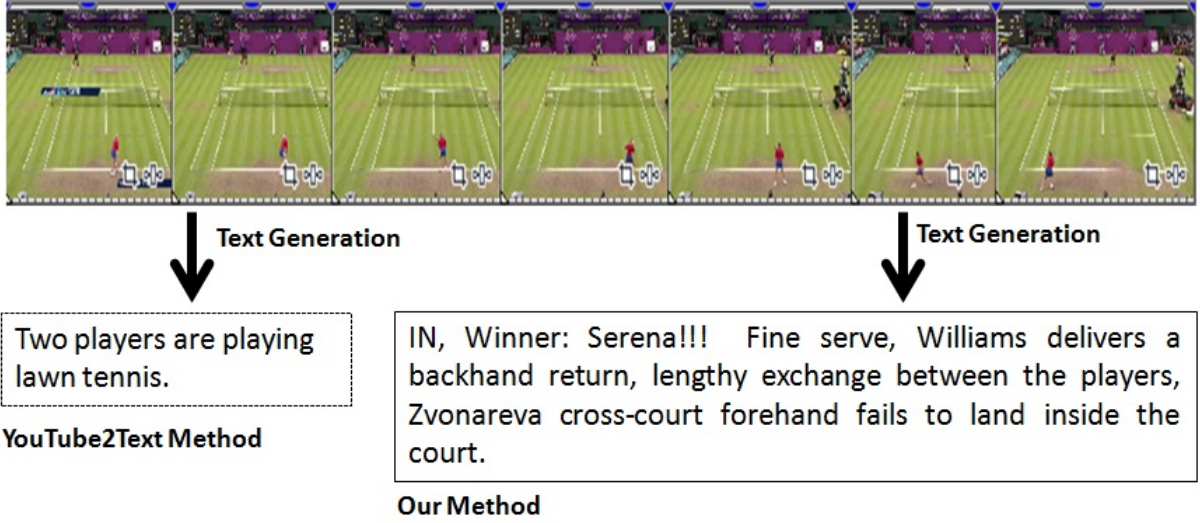 Text Generation
Text Generation
Two players are playing
lawn tennis.
YouTube2Text Method
IN, Winner: Serena!!! Fine serve, Williams delivers a
backhand return, lengthy exchange between the players,
Zvonareva cross-court forehand fails to land inside the
court.
Our Method